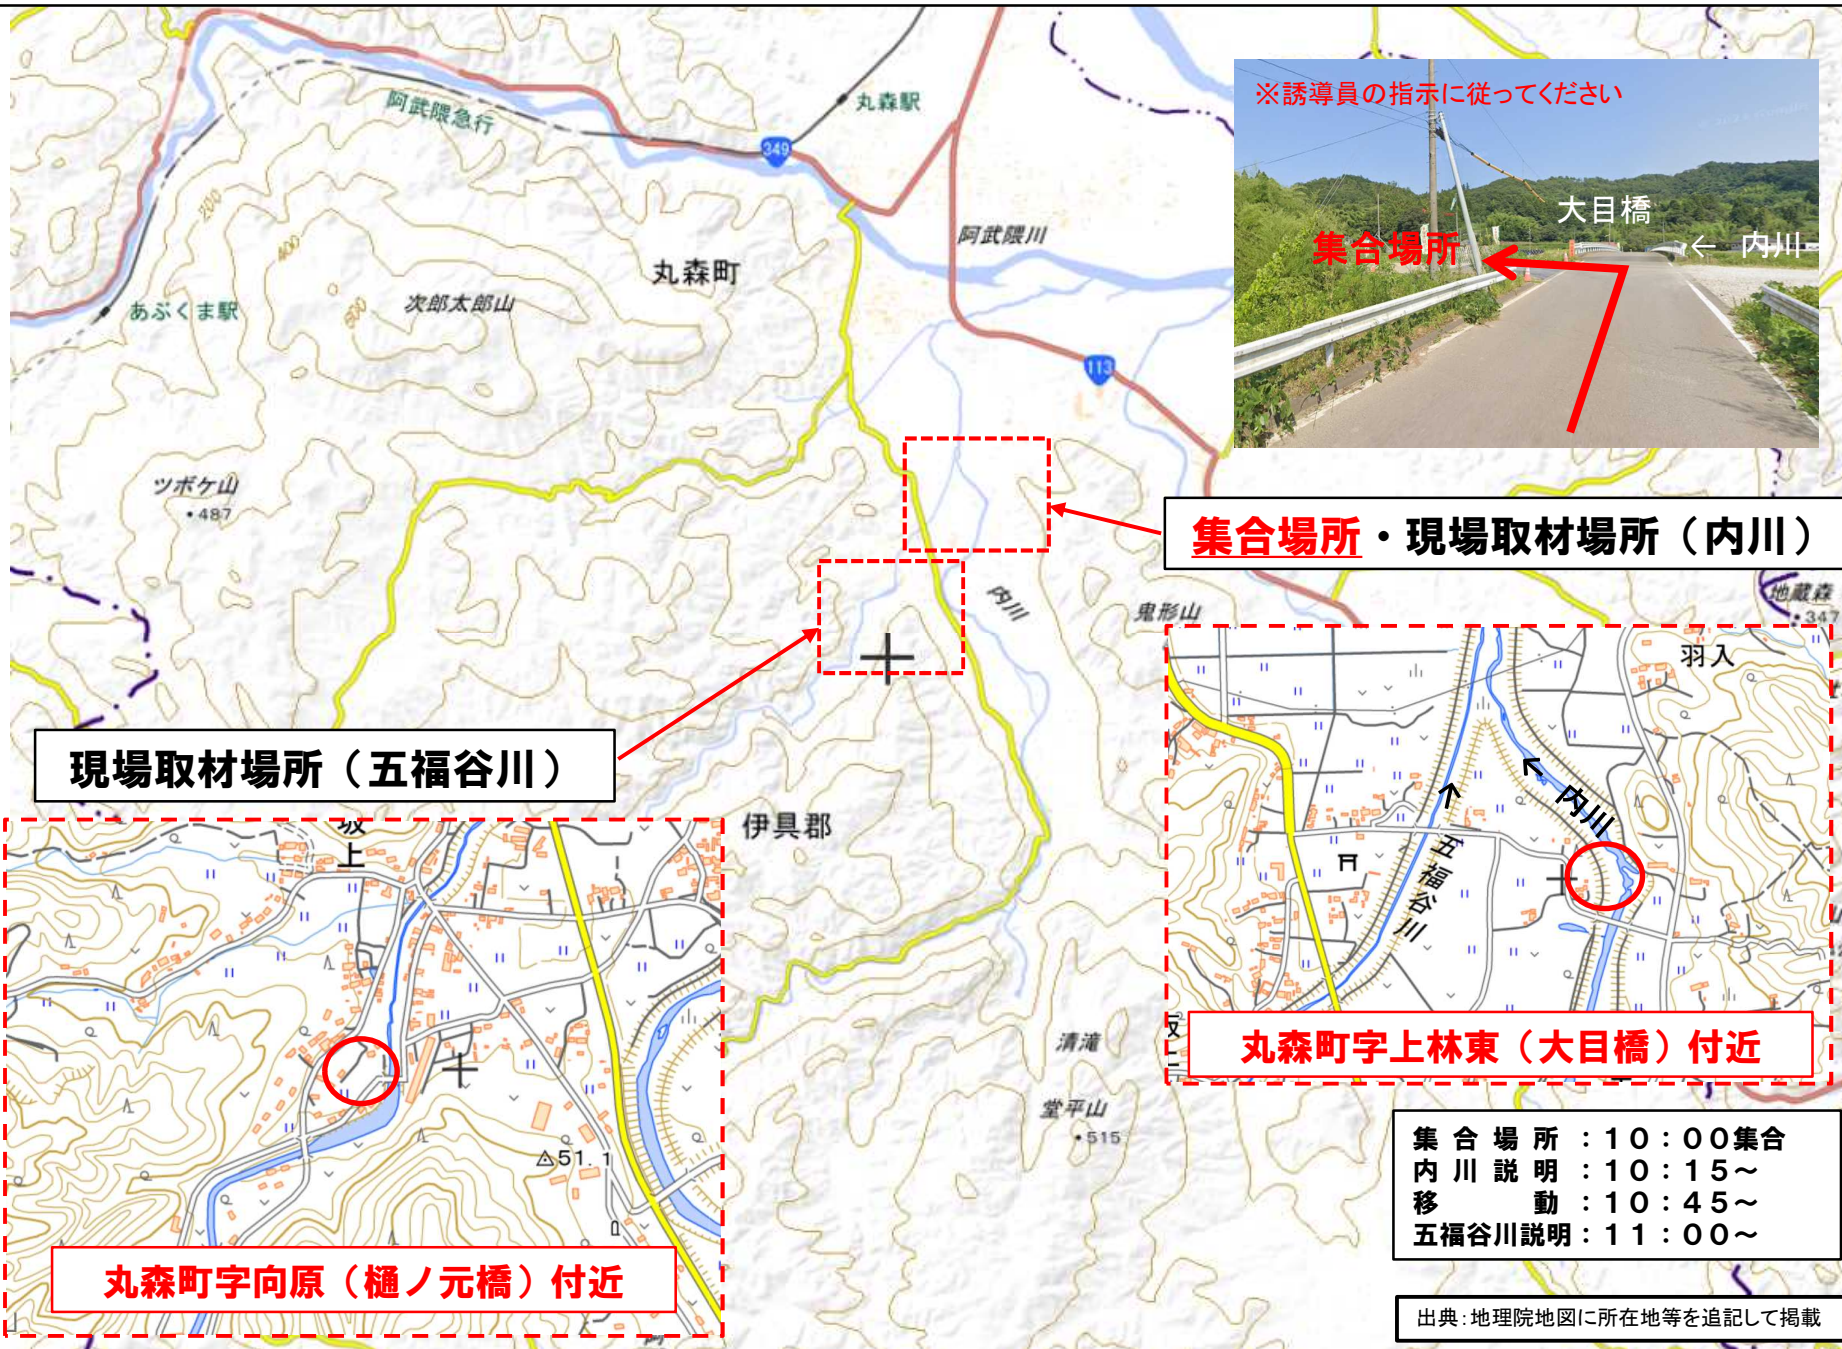 阿武隈急行
丸森駅
349
※誘導員の指示に従ってください
大目橋
← 内川
集合場所
200
400
600
阿武隈川
丸森町
次郎太郎山
あぶくま駅
113
ツボケ山
・487
集合場所・現場取材場所（内川）
内川
鬼形山
地蔵森
・347
羽入
現場取材場所（五福谷川）
伊具郡
坂上
内川
五福谷川
清滝
丸森町字上林東（大目橋）付近
堂平山
・515
△51.1
丸森町字向原（樋ノ元橋）付近
集合場所：１０：００集合
内川説明：１０：１５～
移　　動：１０：４５～
五福谷川説明：１１：００～
出典：地理院地図に所在地等を追記して掲載